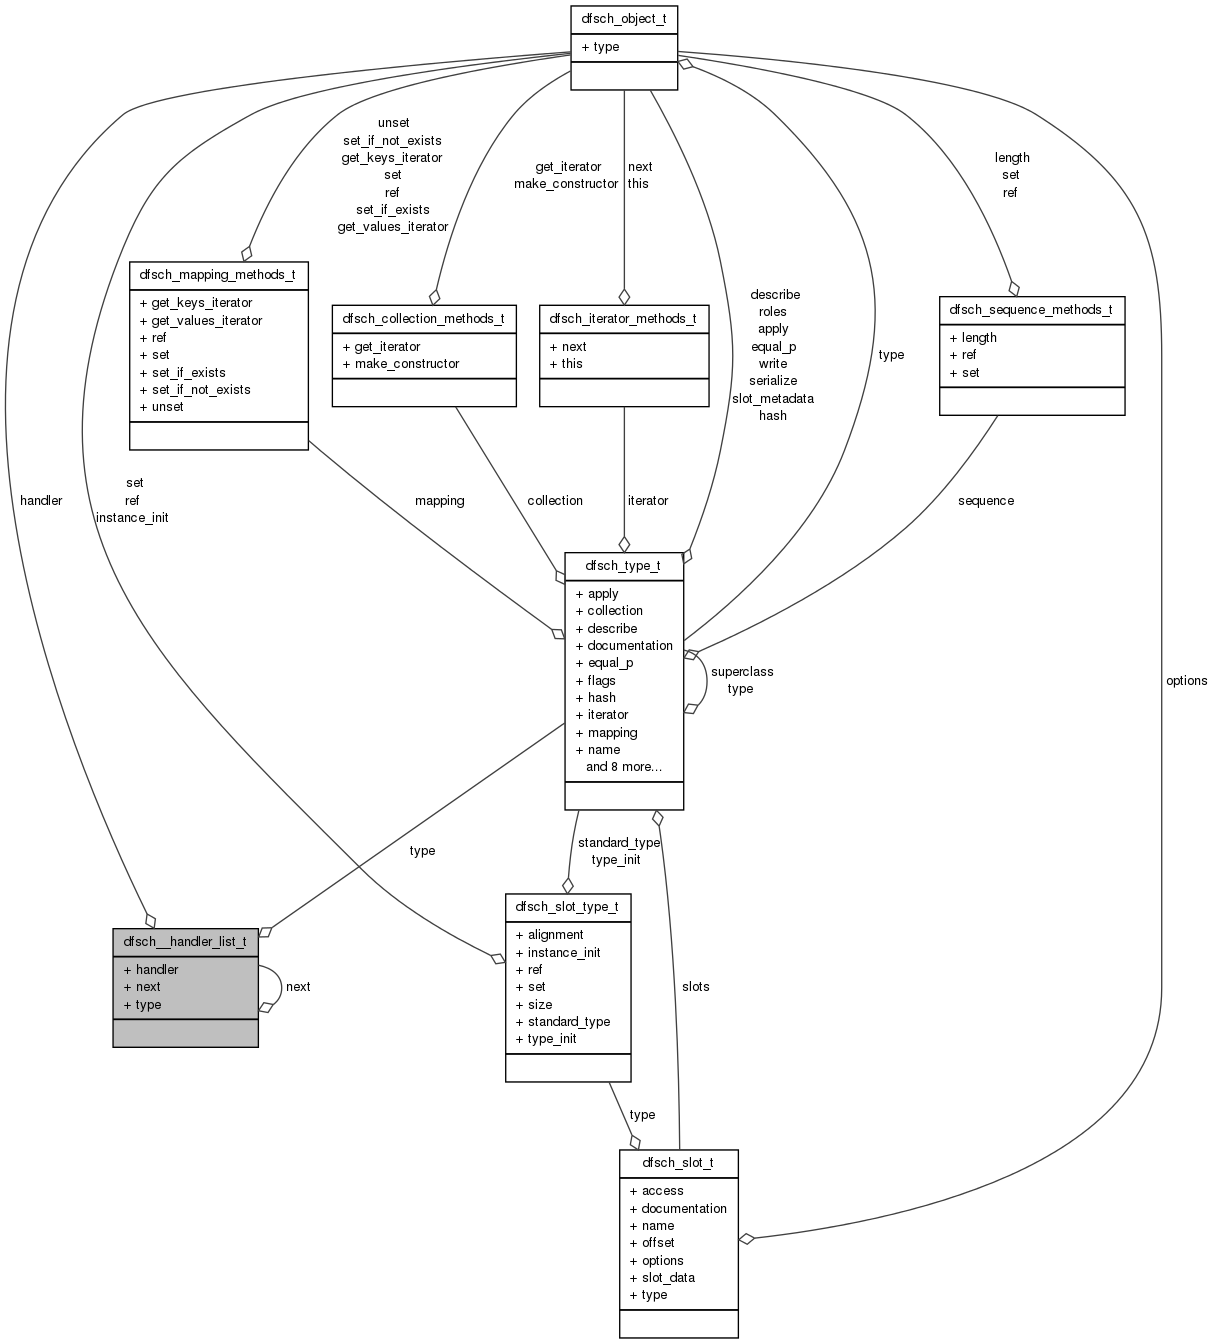 dfsch_object_t
+ type
unset
set_if_not_exists
get_keys_iterator
set
ref
set_if_exists
get_values_iterator
get_iterator
make_constructor
next
this
length
set
ref
dfsch_mapping_methods_t
+ get_keys_iterator
+ get_values_iterator
+ ref
+ set
+ set_if_exists
+ set_if_not_exists
+ unset
dfsch_collection_methods_t
+ get_iterator
+ make_constructor
dfsch_iterator_methods_t
+ next
+ this
describe
roles
apply
equal_p
write
serialize
slot_metadata
hash
type
dfsch_sequence_methods_t
+ length
+ ref
+ set
handler
set
ref
instance_init
mapping
collection
iterator
sequence
dfsch_type_t
+ apply
+ collection
+ describe
+ documentation
+ equal_p
+ flags
+ hash
+ iterator
+ mapping
+ name
and 8 more...
superclass
type
options
type
standard_type
type_init
dfsch__handler_list_t
+ handler
+ next
+ type
next
dfsch_slot_type_t
+ alignment
+ instance_init
+ ref
+ set
+ size
+ standard_type
+ type_init
slots
type
dfsch_slot_t
+ access
+ documentation
+ name
+ offset
+ options
+ slot_data
+ type